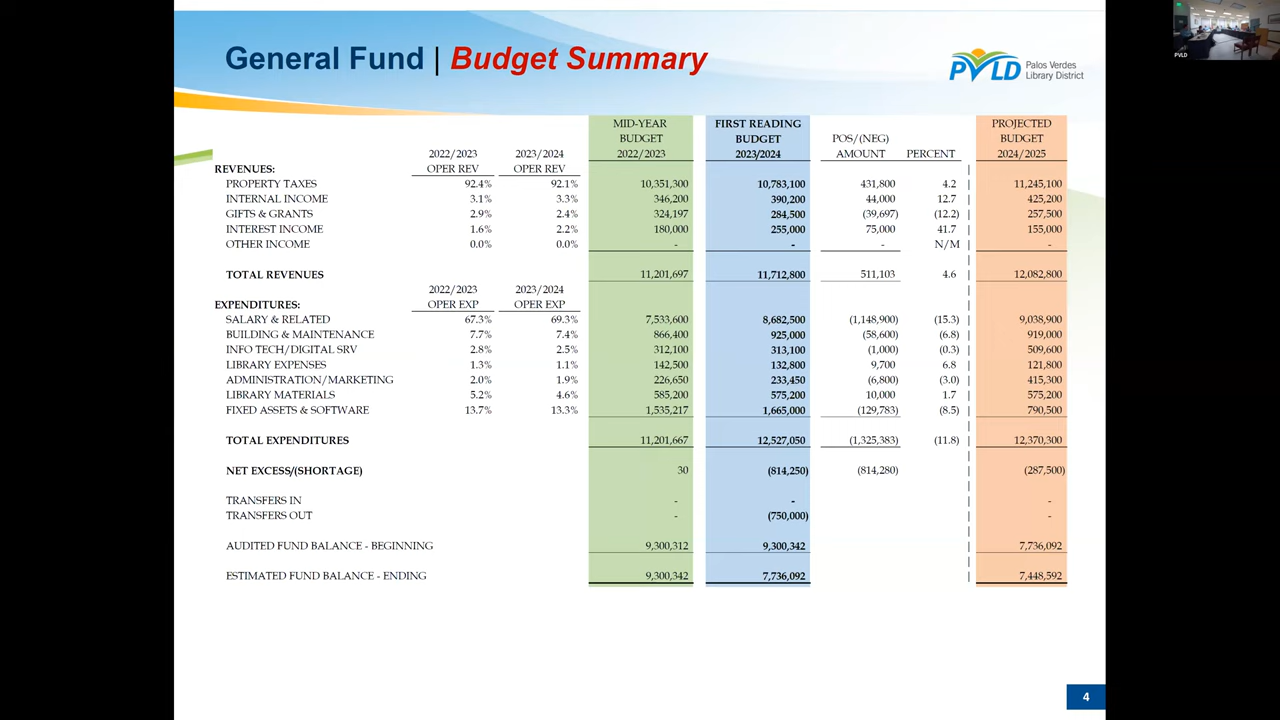 General Fund | Budget Summary
PVLD Palos Verdes
Library District
PVLD
MID-YEAR FIRST READING PROJECTED
BUDGET BUDGET POS/(NEG) BUDGET
2022/2023 2023/2024 2022/2023 2023/2024 AMOUNT PERCENT 2024/2025
REVENUES: OPER REV OPER REV |
PROPERTY TAXES 92.4% 92.1% 10,351,300 10,783,100 431,800 4.2 | 11,245,100
INTERNAL INCOME 3.1% 3.3% 346,200 390,200 44,000 12.7 | 425,200
GIFTS & GRANTS 2.9% 2.4% 324,197 284,500 (39,697) (12.2) | 257,500
INTEREST INCOME 1.6% 2.2% 180,000 255,000 75,000 41.7 | 155,000
OTHER INCOME 0.0% 0.0% - - - N/M | -
TOTAL REVENUES 11,201,697 11,712,800 511,103 4.6 | 12,082,800
2022/2023 2023/2024 |
EXPENDITURES: OPER EXP OPER EXP |
SALARY & RELATED 67.3% 69.3% 7,533,600 8,682,500 (1,148,900) (15.3) | 9,038,900
BUILDING & MAINTENANCE 7.7% 7.4% 866,400 925,000 (58,600) (6.8) | 919,000
INFO TECH/DIGITAL SRV 2.8% 2.5% 312,100 313,100 (1,000) (0.3) | 509,600
LIBRARY EXPENSES 1.3% 1.1% 142,500 132,800 9,700 6.8 | 121,800
ADMINISTRATION/MARKETING 2.0% 1.9% 226,650 233,450 (6,800) (3.0) | 415,300
LIBRARY MATERIALS 5.2% 4.6% 585,200 575,200 10,000 1.7 | 575,200
FIXED ASSETS & SOFTWARE 13.7% 13.3% 1,535,217 1,665,000 (129,783) (8.5) | 790,500
TOTAL EXPENDITURES 11,201,667 12,527,050 (1,325,383) (11.8) | 12,370,300
NET EXCESS/(SHORTAGE) 30 (814,250) (814,280) | (287,500)
TRANSFERS IN - - | -
TRANSFERS OUT - (750,000) | -
AUDITED FUND BALANCE - BEGINNING 9,300,312 9,300,342 | 7,736,092
ESTIMATED FUND BALANCE - ENDING 9,300,342 7,736,092 | 7,448,592
4